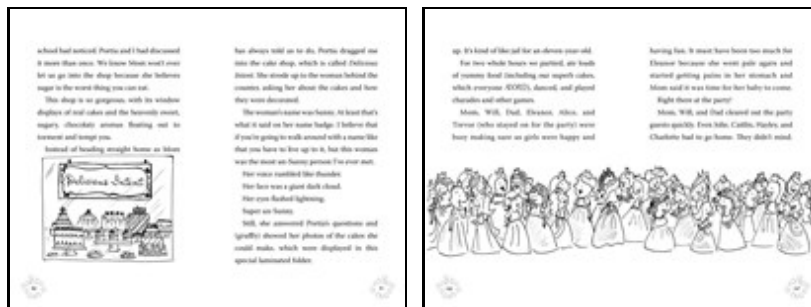 school had noticed. Portia and I had discussed
it more than once. We know Mom won't ever
let us go into the shop because she believes
sugar is the worst thing you can eat.
This shop is so gorgeous, with its window
displays of real cakes and the heavenly sweet,
sugary, chocolaty aroma floating out to
torment and tempt you.
Instead of heading straight home as Mom
Delicious Intent
has always told us to do, Portia dragged me
into the cake shop, which is called Delicious
Intent. She strode up to the woman behind the
counter, asking her about the cakes and how
they were decorated.
The woman's name was Sunny. At least that's
what it said on her name badge. I believe that
if you're going to walk around with a name like
that you have to live up to it, but this woman
was the most un-Sunny person I've ever met.
Her voice rumbled like thunder.
Her face was a giant dark cloud.
Her eyes flashed lightning.
Super un-Sunny.
Still, she answered Portia's questions and
(gruffly) showed her photos of the cakes she
could make, which were displayed in this
special laminated folder.
up. It's kind of like jail for an eleven-year-old.
For two whole hours we partied, ate loads
of yummy food (including our superb cakes,
which everyone ADORED), danced, and played
charades and other games.
Mom, Will, Dad, Eleanor, Alice, and
Trevor (who stayed on for the party) were
busy making sure us girls were happy and
having fun. It must have been too much for
Eleanor because she went pale again and
started getting pains in her stomach and
Mom said it was time for her baby to come.
Right there at the party!
Mom, Will, and Dad cleared out the party
guests quickly. Even Julie, Caitlin, Hayley, and
Charlotte had to go home. They didn't mind.